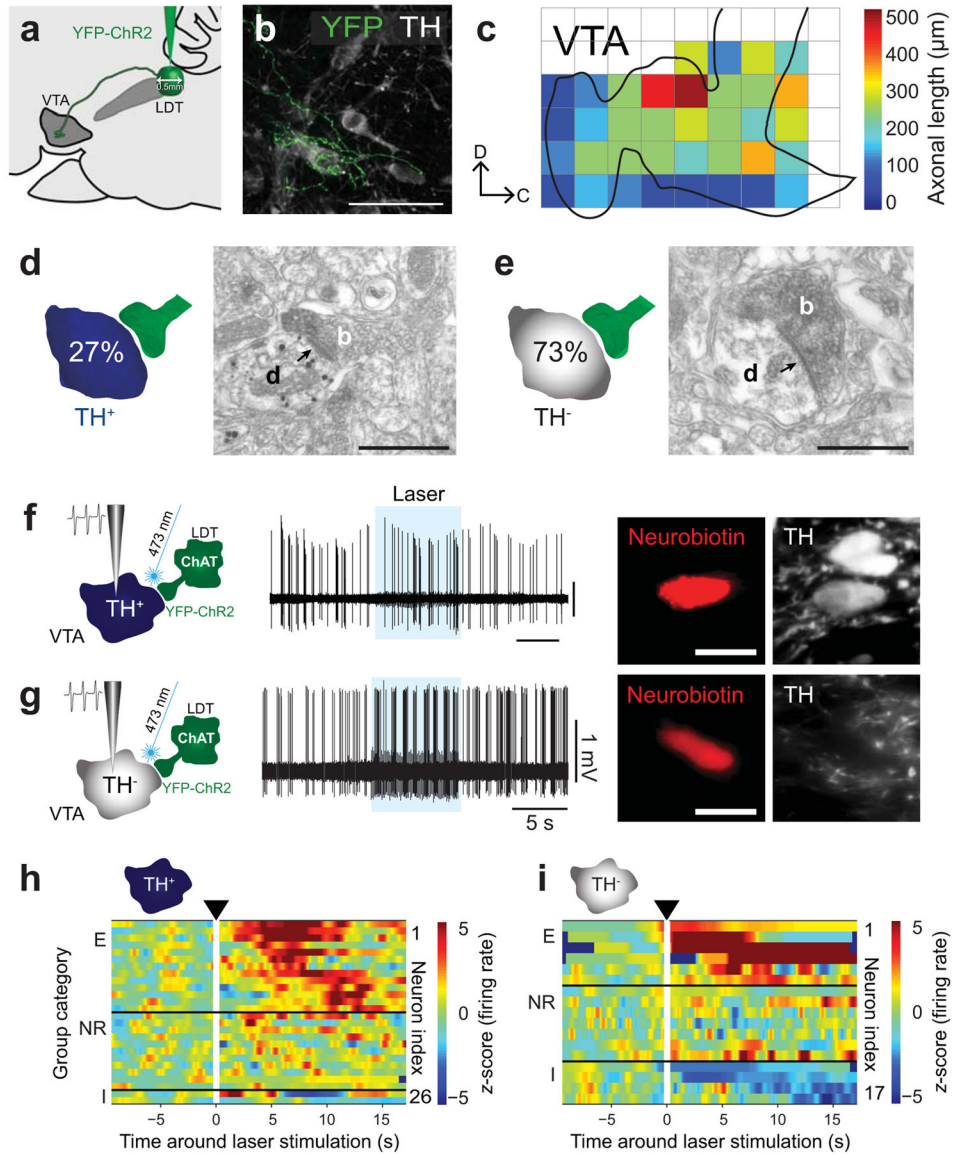 a
YFP-ChR2
VTA
0.5mm
LDT
b
YFP TH
c
VTA
D
C
500
400
300
200
100
0
Axonal length (µm)
d
27%
TH+
b
d
e
73%
TH-
b
d
f
473 nm
LDT
ChAT
TH+
YFP-ChR2
VTA
Laser
Neurobiotin
TH
g
473 nm
LDT
ChAT
TH-
YFP-ChR2
VTA
1 mV
5 s
Neurobiotin
TH
h
TH+
Group category
E
NR
I
1
Neuron index
26
5
0
−5
z-score (firing rate)
−5 0 5 10 15
Time around laser stimulation (s)
i
TH-
E
NR
I
1
Neuron index
17
5
0
−5
z-score (firing rate)
−5 0 5 10 15
Time around laser stimulation (s)